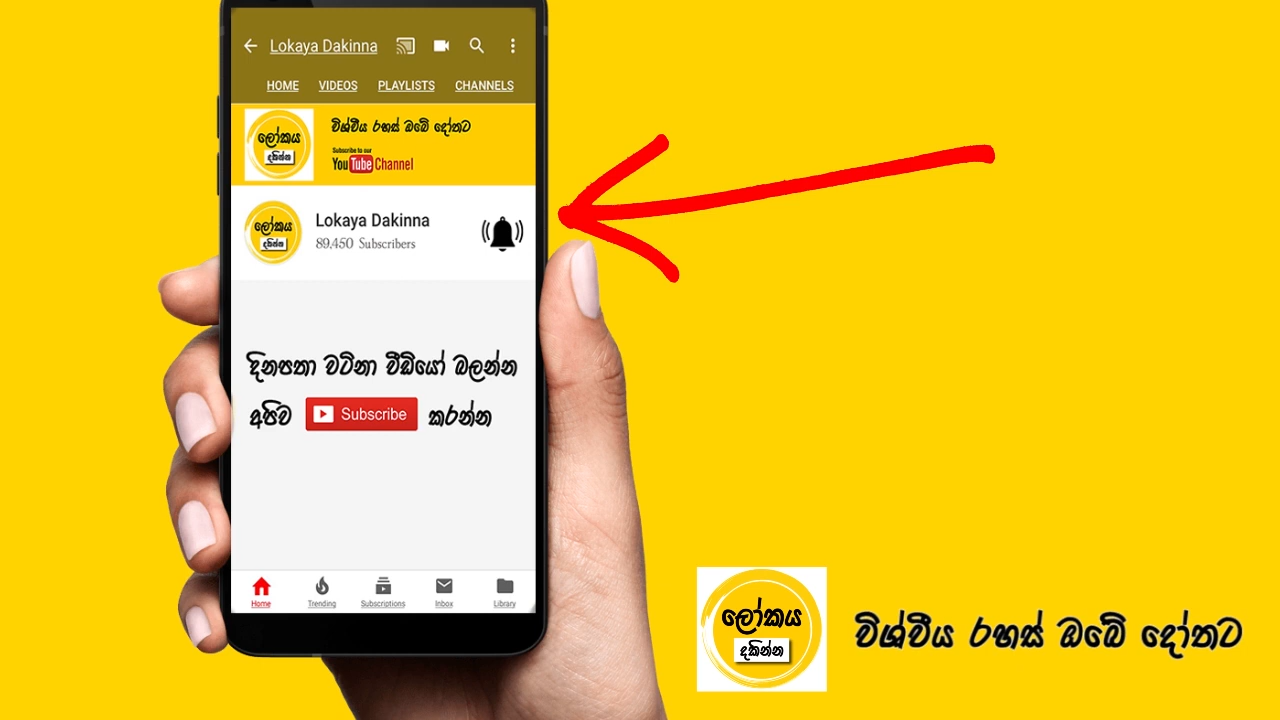 Lokaya Dakinna
HOME VIDEOS PLAYLISTS CHANNELS
ලෝකය
දකින්න
විශ්වීය රහස් ඔබේ දෝතට
Subscribe to our
YouTube Channel
ලෝකය
දකින්න
Lokaya Dakinna
89,450 Subscribers
දිනපතා වටිනා වීඩියෝ බලන්න
අපිව Subscribe කරන්න
Home Trending Subscriptions Inbox Library
ලෝකය
දකින්න
විශ්වීය රහස් ඔබේ දෝතට